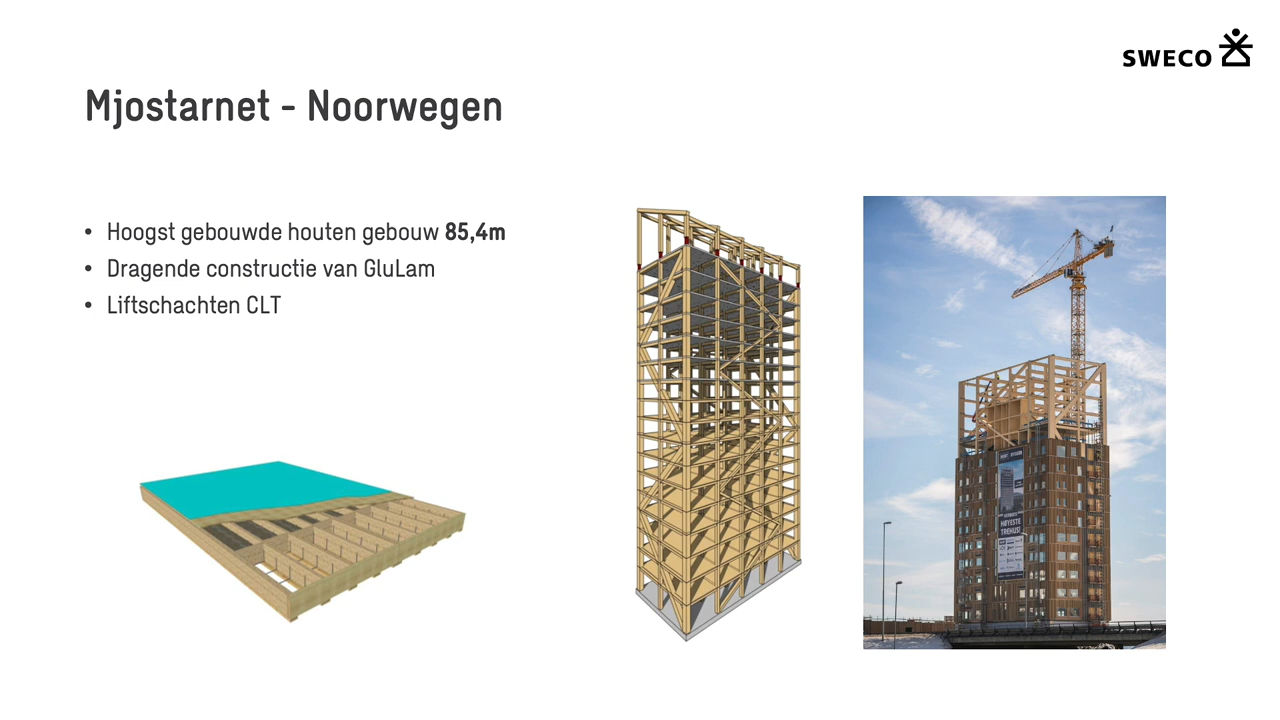 SWECO
Mjostarnet - Noorwegen
• Hoogst gebouwde houten gebouw 85,4m
• Dragende constructie van GluLam
• Liftschachten CLT
HØYESTE
TREHUS!